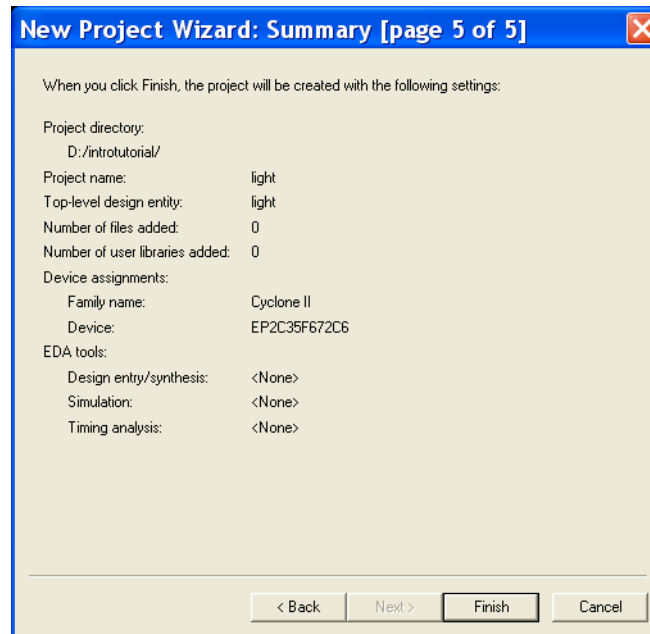 New Project Wizard: Summary [page 5 of 5]
When you click Finish, the project will be created with the following settings:
Project directory:
D:/introtutorial/
Project name: light
Top-level design entity: light
Number of files added: 0
Number of user libraries added: 0
Device assignments:
Family name: Cyclone II
Device: EP2C35F672C6
EDA tools:
Design entry/synthesis: <None>
Simulation: <None>
Timing analysis: <None>
< Back Next > Finish Cancel